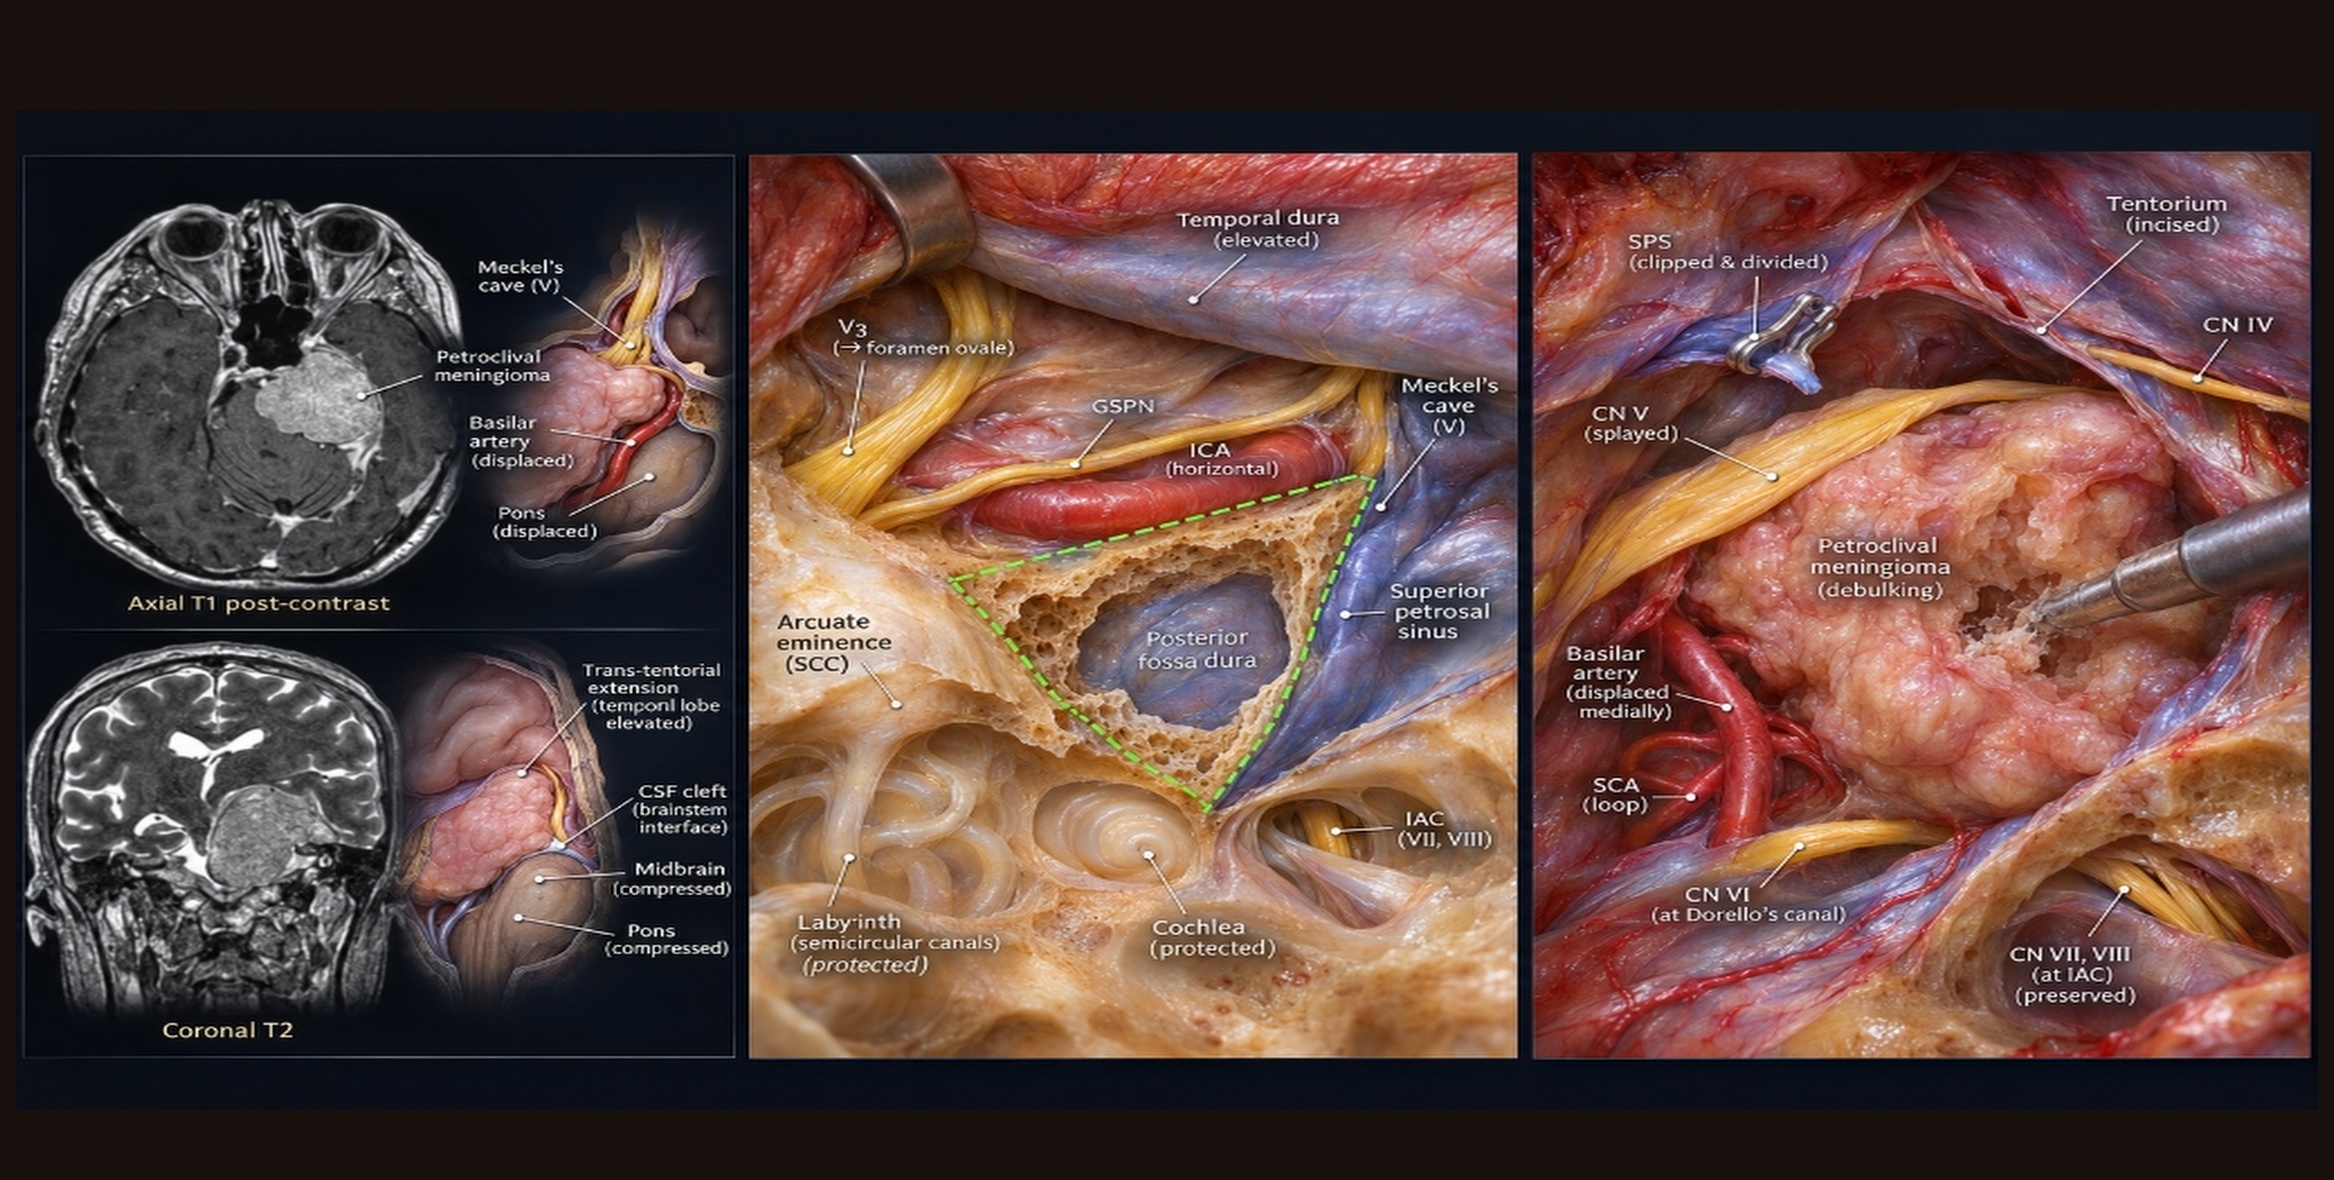 Meckel's
cave (V)
Petroclival
meningioma
Basilar
artery
(displaced)
Pons
(displaced)
Axial T1 post-contrast
Trans-tentorial
extension
(temporıl lobe
elevated)
CSF cleft
(brainstem
interface)
Midbrain
(compressed)
Pons
(compressed)
Coronal T2
Temporal dura
(elevated)
V3
(→ foramen ovale)
GSPN
ICA
(horizontal)
Meckel's
cave
(V)
Arcuate
eminence
(SCC)
Posterior
fossa dura
Superior
petrosal
sinus
IAC
(VII, VIII)
Labyrinth
(semicircular canals)
(protected)
Cochlea
(protected)
Tentorium
(incised)
SPS
(clipped & divided)
CN IV
CN V
(splayed)
Petroclival
meningioma
(debulking)
Basilar
artery
(displaced
medially)
SCA
(loop)
CN VI
(at Dorello's canal)
CN VII, VIII
(at IAC)
(preserved)